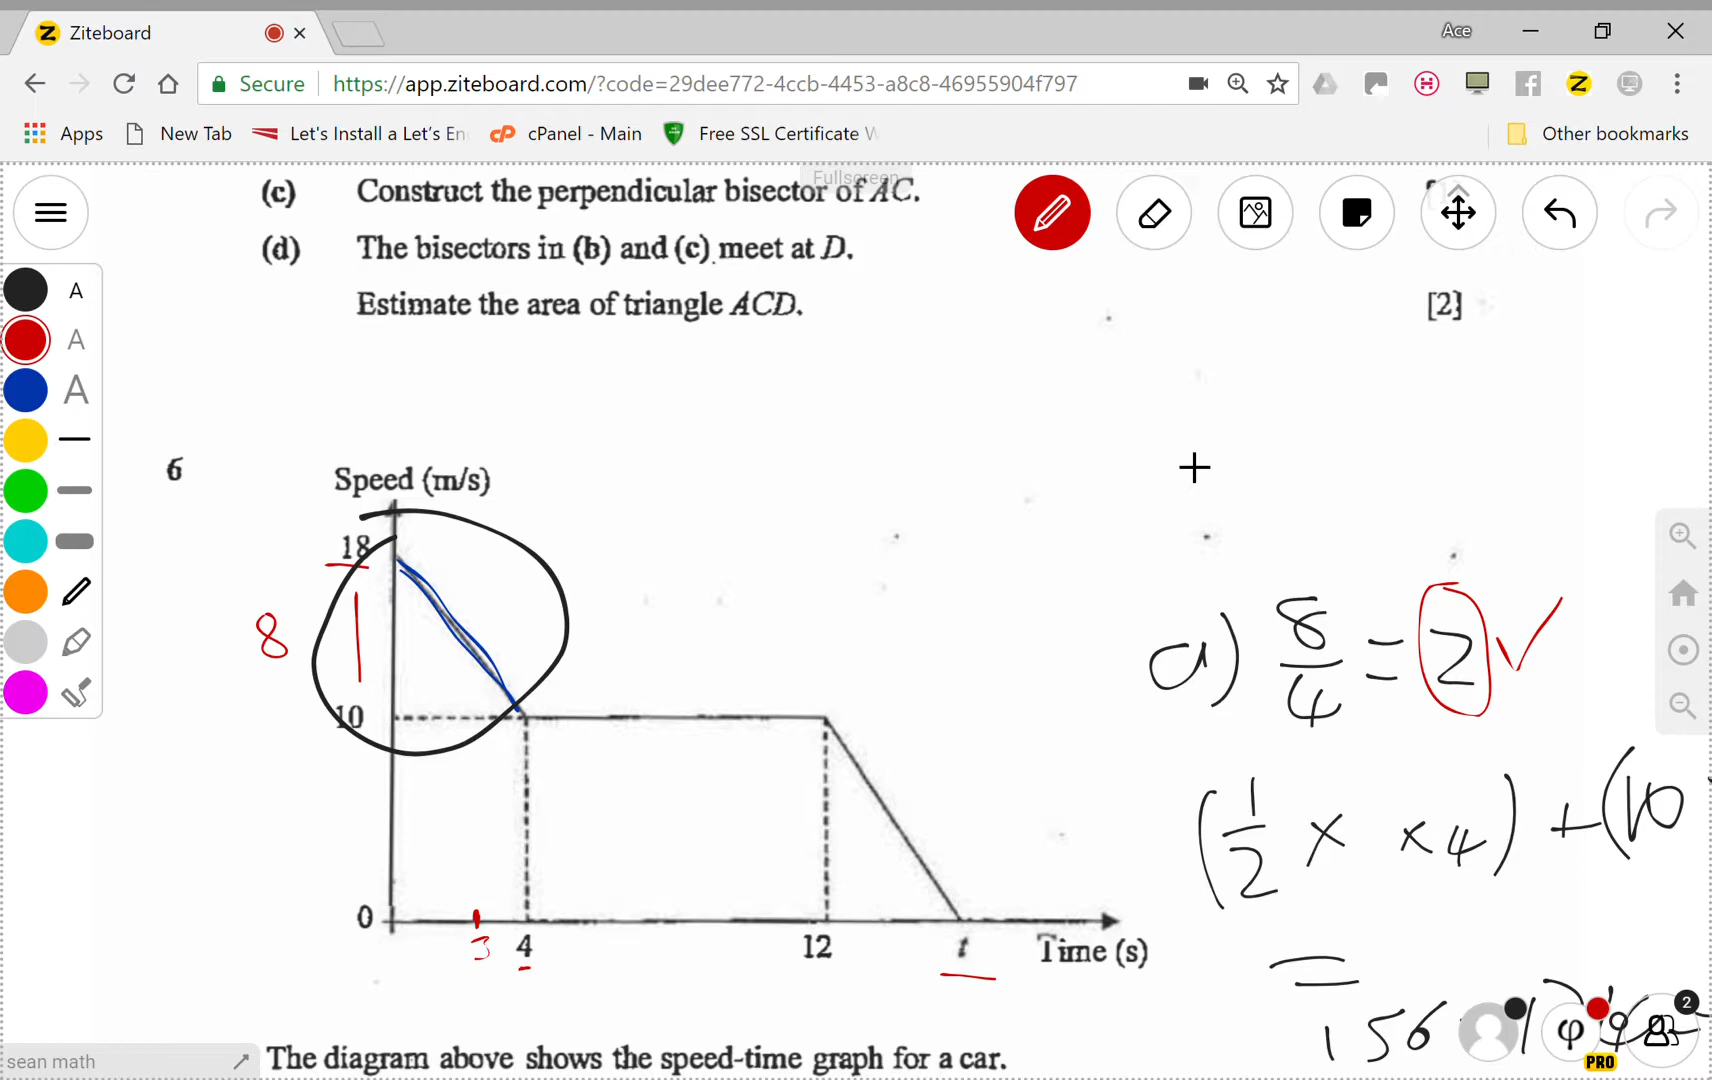 Ziteboard
Ace
Secure
https://app.ziteboard.com/?code=29dee772-4ccb-4453-a8c8-46955904f797
Apps
New Tab
Let's Install a Let's En
cPanel - Main
Free SSL Certificate W
Other bookmarks
Fullscreen
(c) Construct the perpendicular bisector of AC.
(d) The bisectors in (b) and (c) meet at D.
Estimate the area of triangle ACD. [2]
A
A
A
6
Speed (m/s)
18
8
10
0
3
4
12
t
Time (s)
a) 8/4 = 2 ✓
(1/2 × ×4) + (10
=
156
2
PRO
sean math
The diagram above shows the speed-time graph for a car.